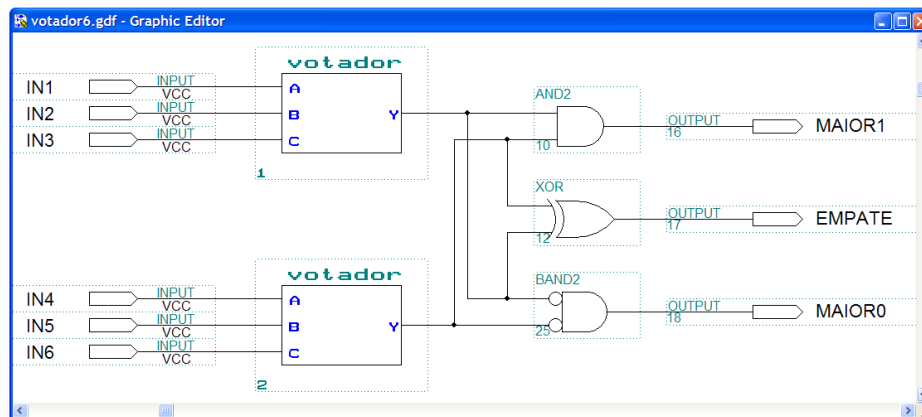 votador6.gdf - Graphic Editor
votador
IN1 INPUT VCC A
IN2 INPUT VCC B Y
IN3 INPUT VCC C
1
AND2
10
OUTPUT 16 MAIOR1
XOR
12
OUTPUT 17 EMPATE
votador
IN4 INPUT VCC A
IN5 INPUT VCC B Y
IN6 INPUT VCC C
2
BAND2
25
OUTPUT 18 MAIOR0